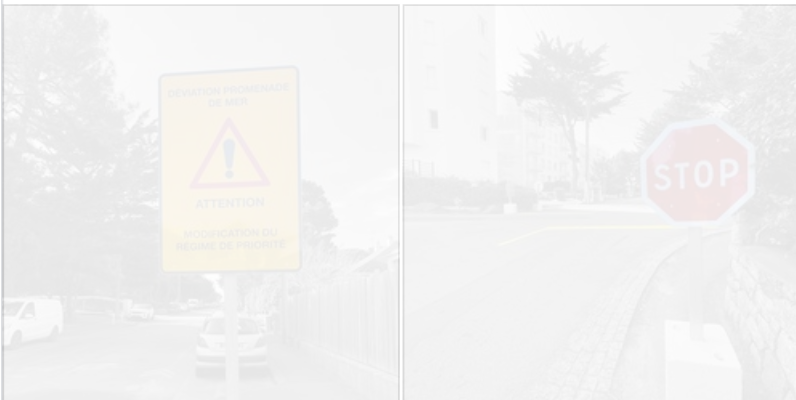 DÉVIATION PROMENADE
DE MER
ATTENTION
MODIFICATION DU
RÉGIME DE PRIORITÉ
STOP